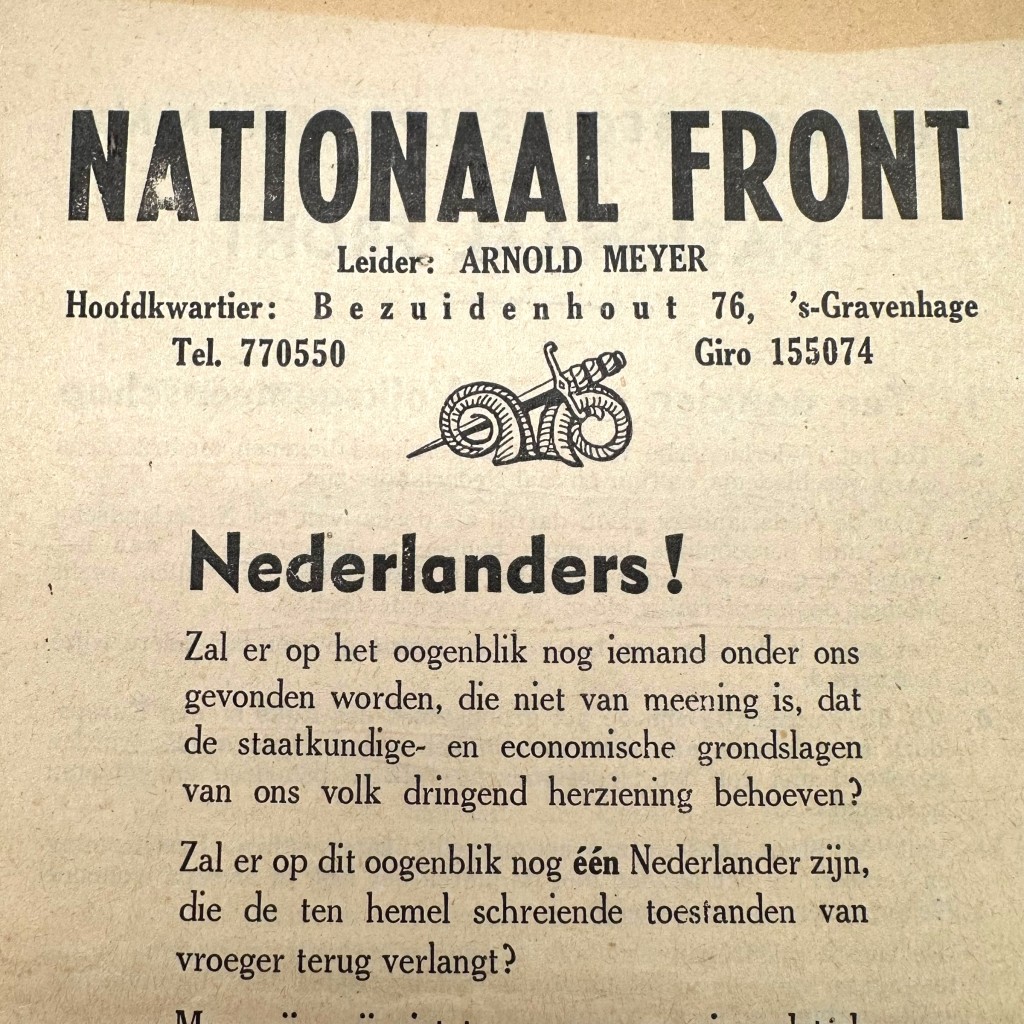 NATIONAAL FRONT
Leider: ARNOLD MEYER
Hoofdkwartier: Bezuidenhout 76, 's-Gravenhage
Tel. 770550 Giro 155074
Nederlanders!
Zal er op het oogenblik nog iemand onder ons
gevonden worden, die niet van meening is, dat
de staatkundige- en economische grondslagen
van ons volk dringend herziening behoeven?
Zal er op dit oogenblik nog één Nederlander zijn,
die de ten hemel schreiende toestanden van
vroeger terug verlangt?